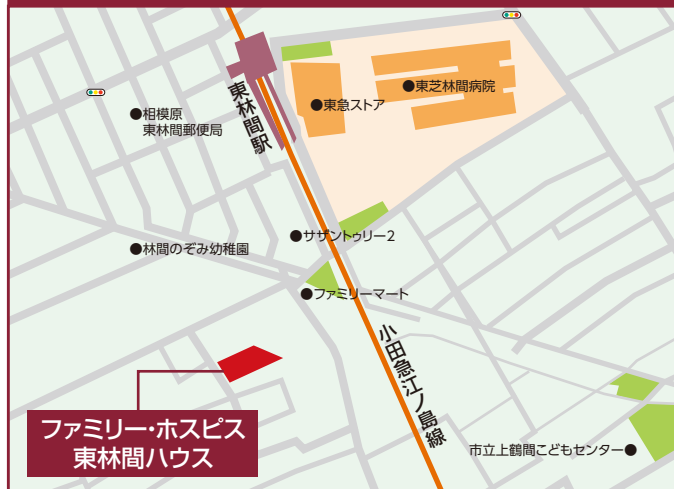 東林間駅
●東急ストア
●東芝林間病院
●相模原
東林間郵便局
●サザントゥリー2
●林間のぞみ幼稚園
●ファミリーマート
小田急江ノ島線
ファミリー・ホスピス
東林間ハウス
市立上鶴間こどもセンター●